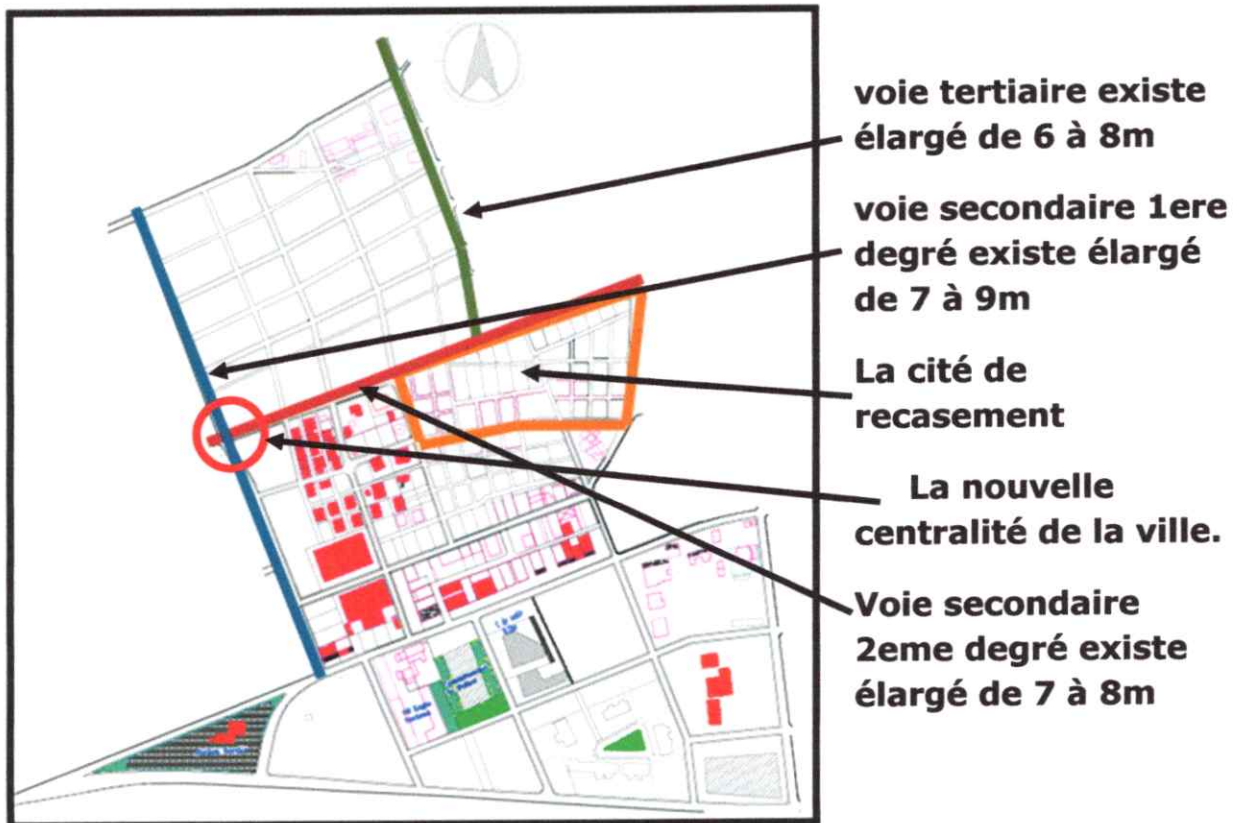 voie tertiaire existe
élargé de 6 à 8m
voie secondaire 1ere
degré existe élargé
de 7 à 9m
La cité de
recasement
La nouvelle
centralité de la ville.
Voie secondaire
2eme degré existe
élargé de 7 à 8m